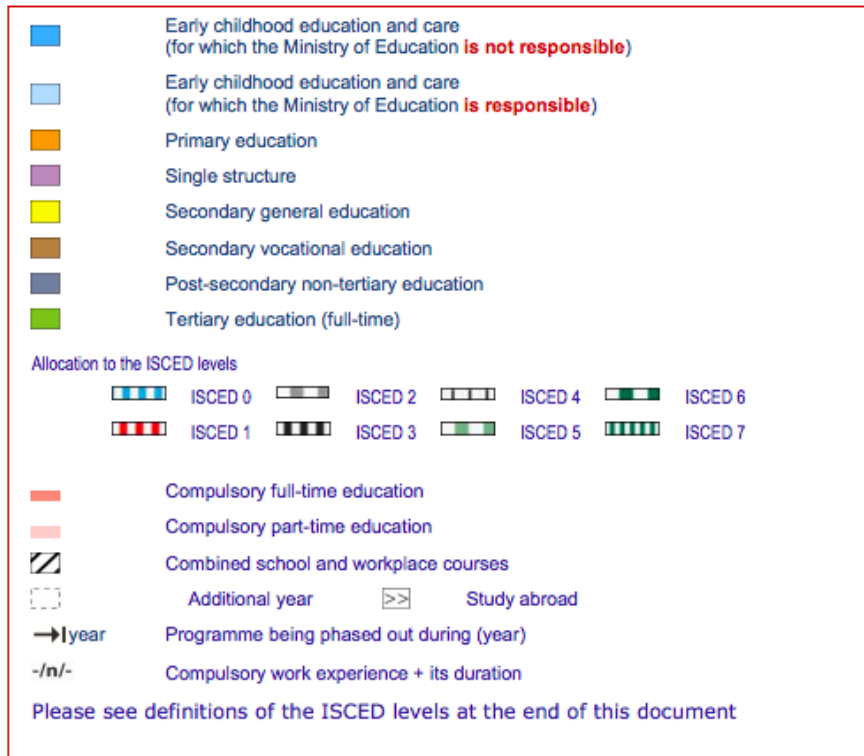 Early childhood education and care
(for which the Ministry of Education is not responsible)
Early childhood education and care
(for which the Ministry of Education is responsible)
Primary education
Single structure
Secondary general education
Secondary vocational education
Post-secondary non-tertiary education
Tertiary education (full-time)
Allocation to the ISCED levels
ISCED 0 ISCED 2 ISCED 4 ISCED 6
ISCED 1 ISCED 3 ISCED 5 ISCED 7
Compulsory full-time education
Compulsory part-time education
Combined school and workplace courses
Additional year >> Study abroad
year Programme being phased out during (year)
-/n/- Compulsory work experience + its duration
Please see definitions of the ISCED levels at the end of this document